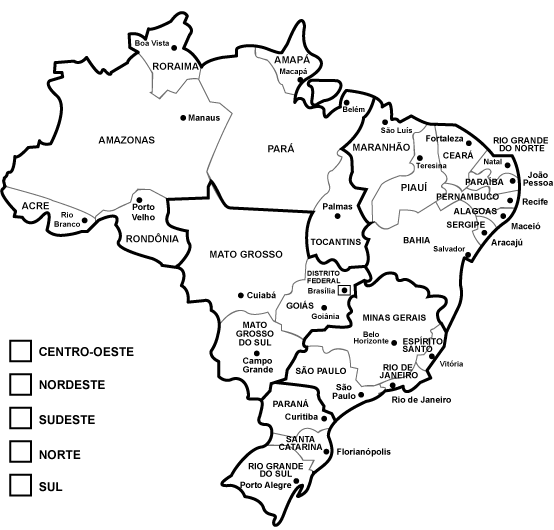 Boa Vista
RORAIMA
AMAPÁ
Macapá
Belém
Manaus
AMAZONAS
PARÁ
São Luís
MARANHÃO
Fortaleza
CEARÁ
Teresina
RIO GRANDE
DO NORTE
Natal
PIAUÍ
PARAÍBA
João
Pessoa
PERNAMBUCO
Recife
ALAGOAS
Maceió
SERGIPE
Aracajú
ACRE
Rio
Branco
Porto
Velho
RONDÔNIA
Palmas
TOCANTINS
BAHIA
Salvador
MATO GROSSO
Cuiabá
DISTRITO
FEDERAL
Brasília
GOIÁS
Goiânia
MINAS GERAIS
Belo
Horizonte
ESPÍRITO
SANTO
Vitória
MATO
GROSSO
DO SUL
Campo
Grande
SÃO PAULO
São
Paulo
RIO DE
JANEIRO
Rio de Janeiro
PARANÁ
Curitiba
SANTA
CATARINA
Florianópolis
RIO GRANDE
DO SUL
Porto Alegre
CENTRO-OESTE
NORDESTE
SUDESTE
NORTE
SUL